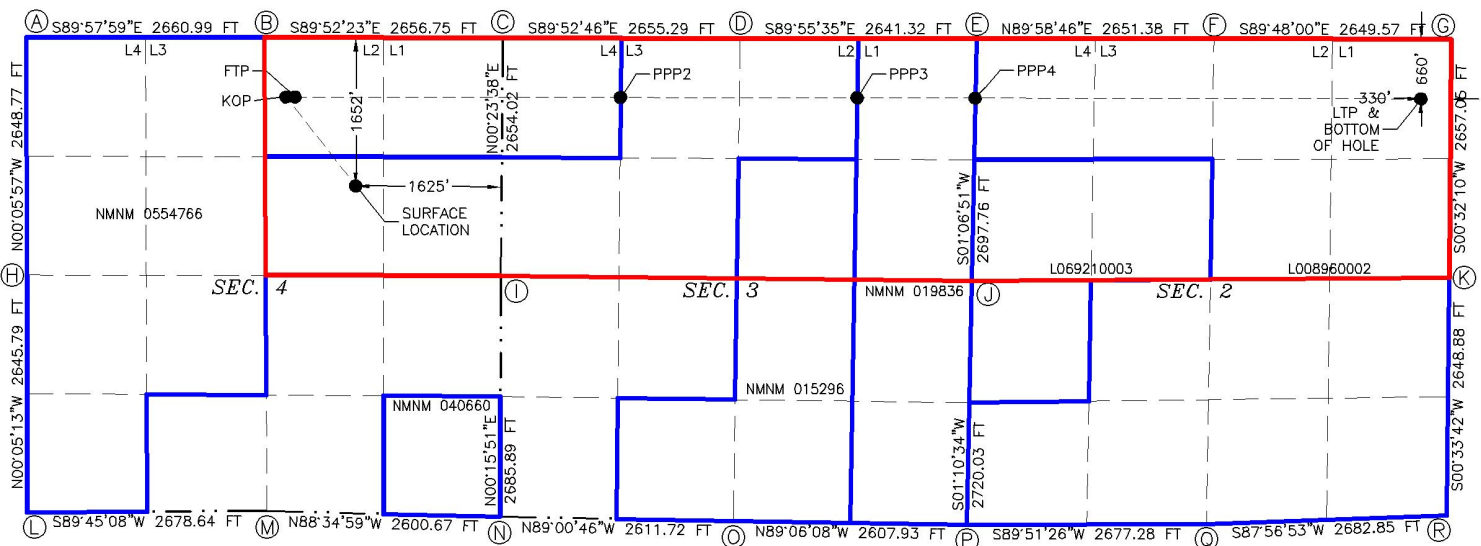 A S89°57'59"E 2660.99 FT B S89°52'23"E 2656.75 FT C S89°52'46"E 2655.29 FT D S89°55'35"E 2641.32 FT E N89°58'46"E 2651.38 FT F S89°48'00"E 2649.57 FT G
L4 L3 L2 L1 L4 L3 L2 L1 L4 L3 L2 L1
FTP
KOP
1652'
PPP2
PPP3
PPP4
660'
330'
LTP &
BOTTOM
OF HOLE
N00°05'57"W 2648.77 FT
N00°23'38"E
2654.02 FT
S01°06'51"W
2697.76 FT
S00°32'10"W 2657.05 FT
1625'
SURFACE
LOCATION
NMNM 0554766
L069210003
L008960002
H
SEC. 4
I
SEC. 3
NMNM 019836
J
SEC. 2
K
N00°05'13"W 2645.79 FT
NMNM 040660
N00°15'51"E
2685.89 FT
NMNM 015296
S01°10'34"W
2720.03 FT
S00°33'42"W 2648.88 FT
L S89°45'08"W 2678.64 FT M N88°34'59"W 2600.67 FT N N89°00'46"W 2611.72 FT O N89°06'08"W 2607.93 FT P S89°51'26"W 2677.28 FT Q S87°56'53"W 2682.85 FT R